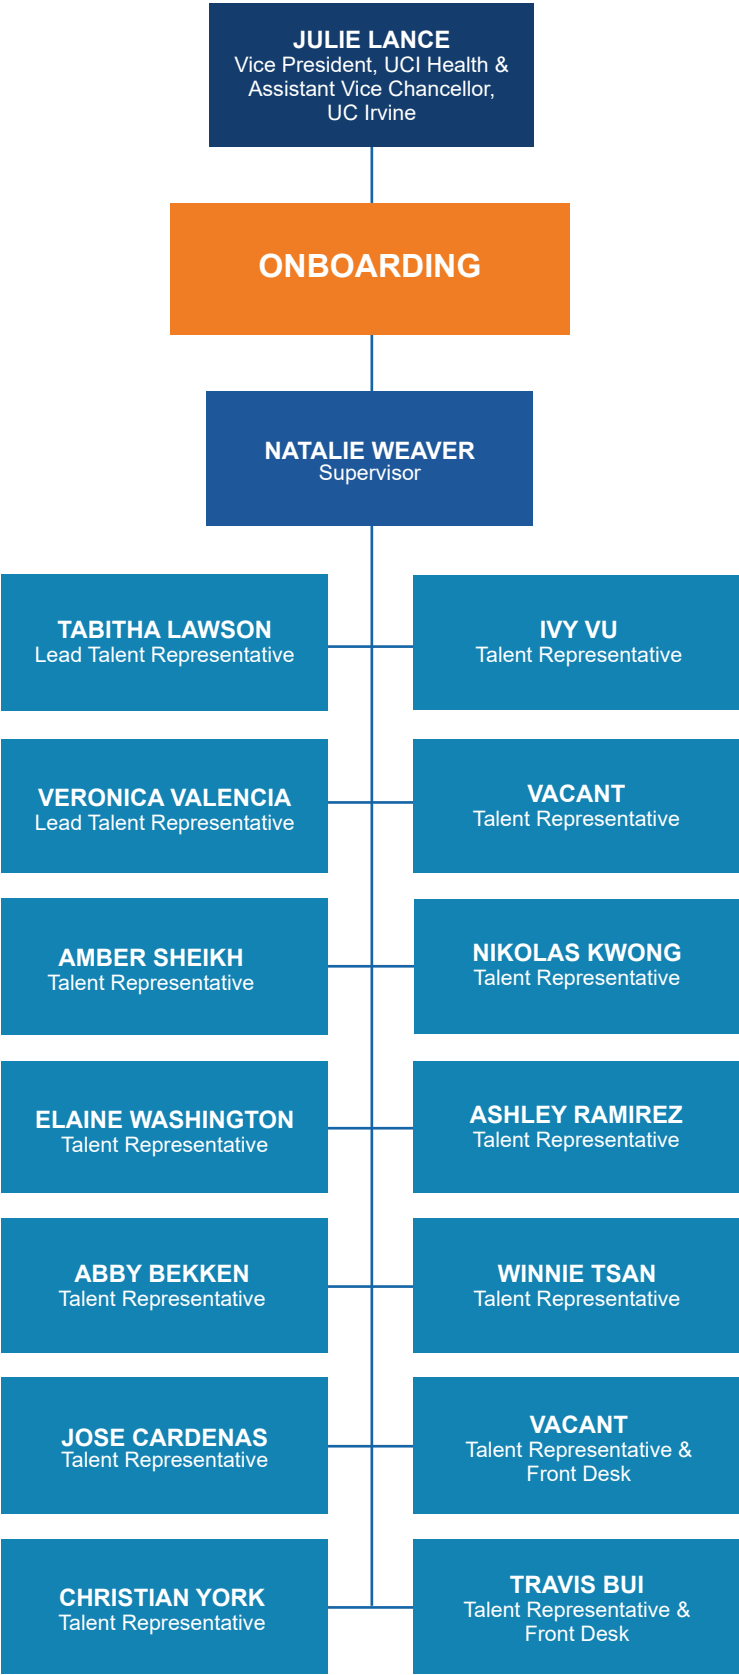 JULIE LANCE
Vice President, UCI Health &
Assistant Vice Chancellor,
UC Irvine
ONBOARDING
NATALIE WEAVER
Supervisor
TABITHA LAWSON
Lead Talent Representative
IVY VU
Talent Representative
VERONICA VALENCIA
Lead Talent Representative
VACANT
Talent Representative
AMBER SHEIKH
Talent Representative
NIKOLAS KWONG
Talent Representative
ELAINE WASHINGTON
Talent Representative
ASHLEY RAMIREZ
Talent Representative
ABBY BEKKEN
Talent Representative
WINNIE TSAN
Talent Representative
JOSE CARDENAS
Talent Representative
VACANT
Talent Representative &
Front Desk
CHRISTIAN YORK
Talent Representative
TRAVIS BUI
Talent Representative &
Front Desk